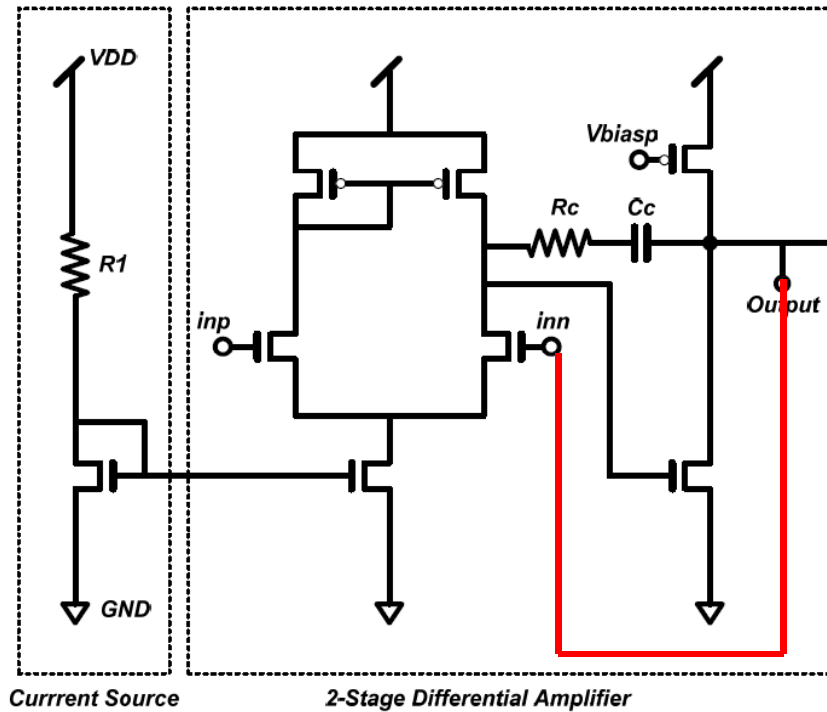 VDD
Vbiasp
Rc Cc
R1
Output
inp inn
GND
Currrent Source 2-Stage Differential Amplifier